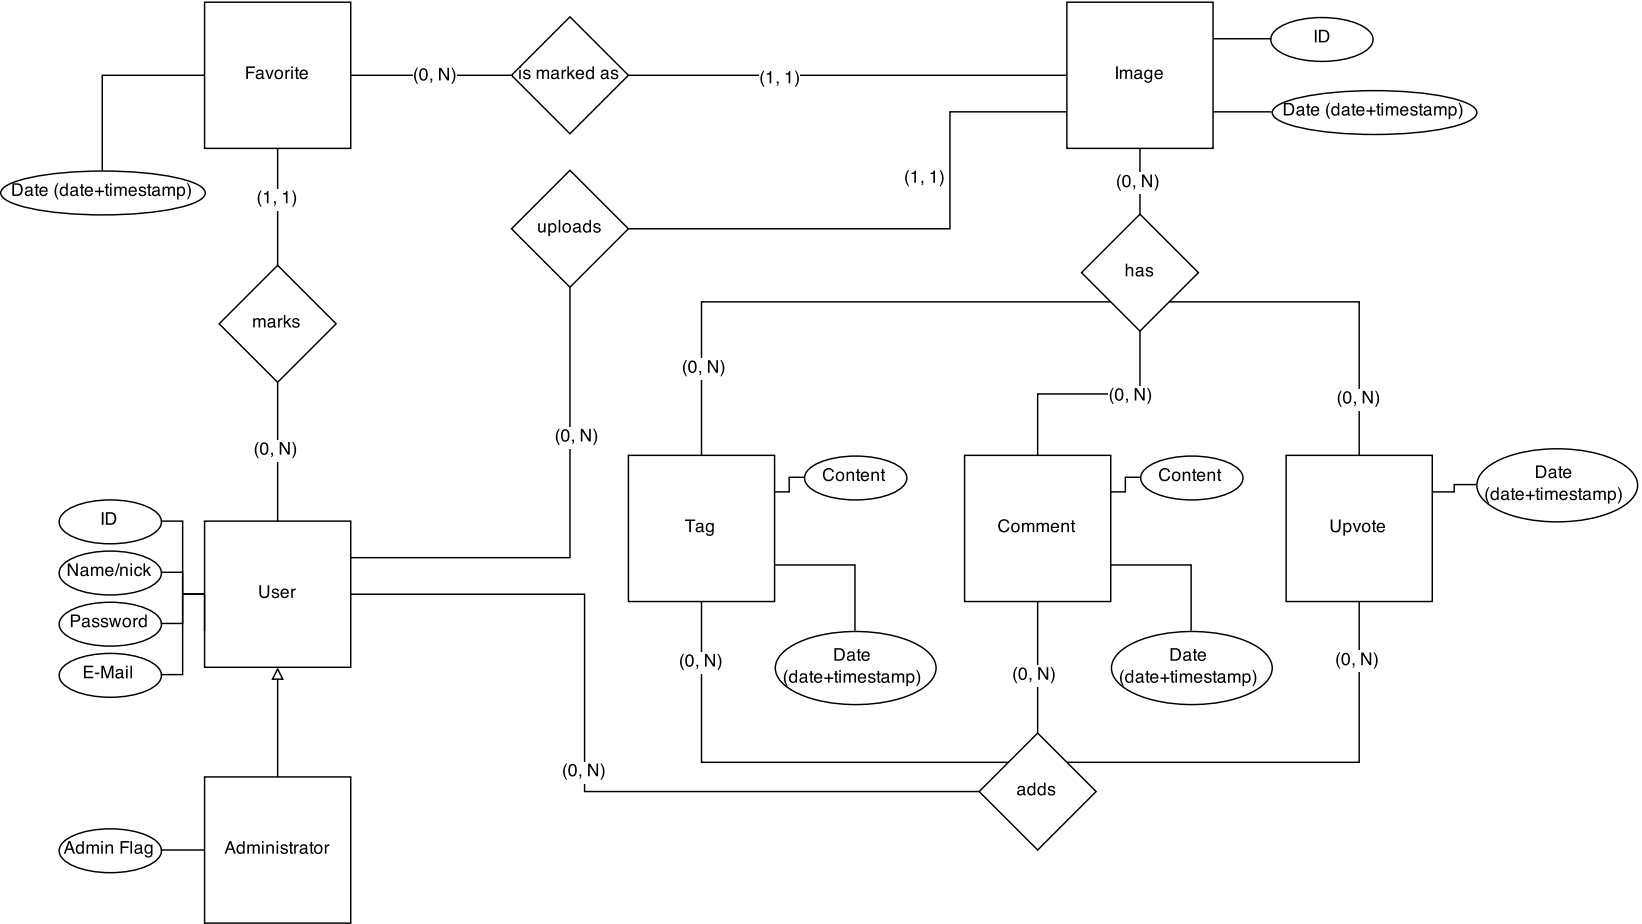 Favorite
(0, N)
is marked as
(1, 1)
Image
ID
Date (date+timestamp)
Date (date+timestamp)
(1, 1)
(1, 1)
(0, N)
uploads
has
marks
(0, N)
(0, N)
(0, N)
(0, N)
(0, N)
Content
Content
Date
(date+timestamp)
ID
Name/nick
Password
E-Mail
User
Tag
Comment
Upvote
(0, N)
(0, N)
(0, N)
Date
(date+timestamp)
Date
(date+timestamp)
(0, N)
adds
Admin Flag
Administrator